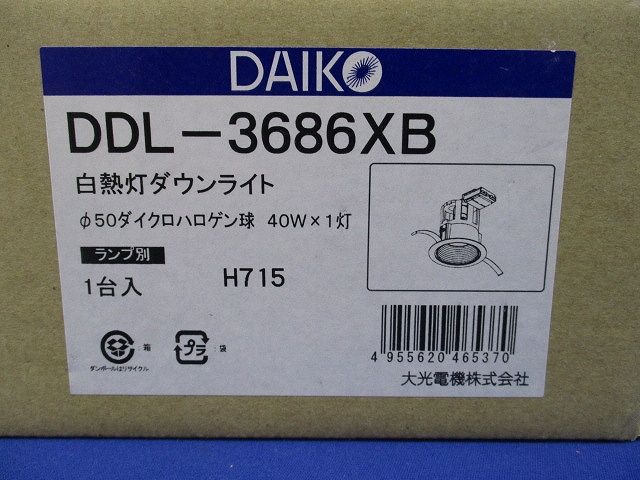 DAIKO
DDL-3686XB
白熱灯ダウンライト
φ50ダイクロハロゲン球 40W×1灯
ランプ別
1台入
H715
箱
プラ
袋
ダンボールはリサイクル
4 955620 465370
大光電機株式会社